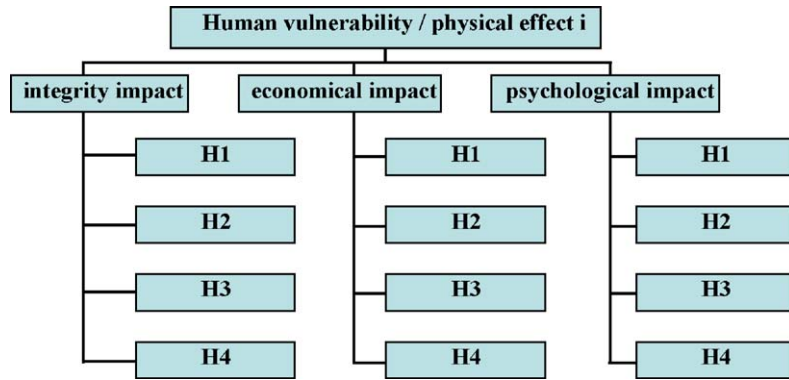 Human vulnerability / physical effect i
integrity impact
economical impact
psychological impact
H1
H1
H1
H2
H2
H2
H3
H3
H3
H4
H4
H4